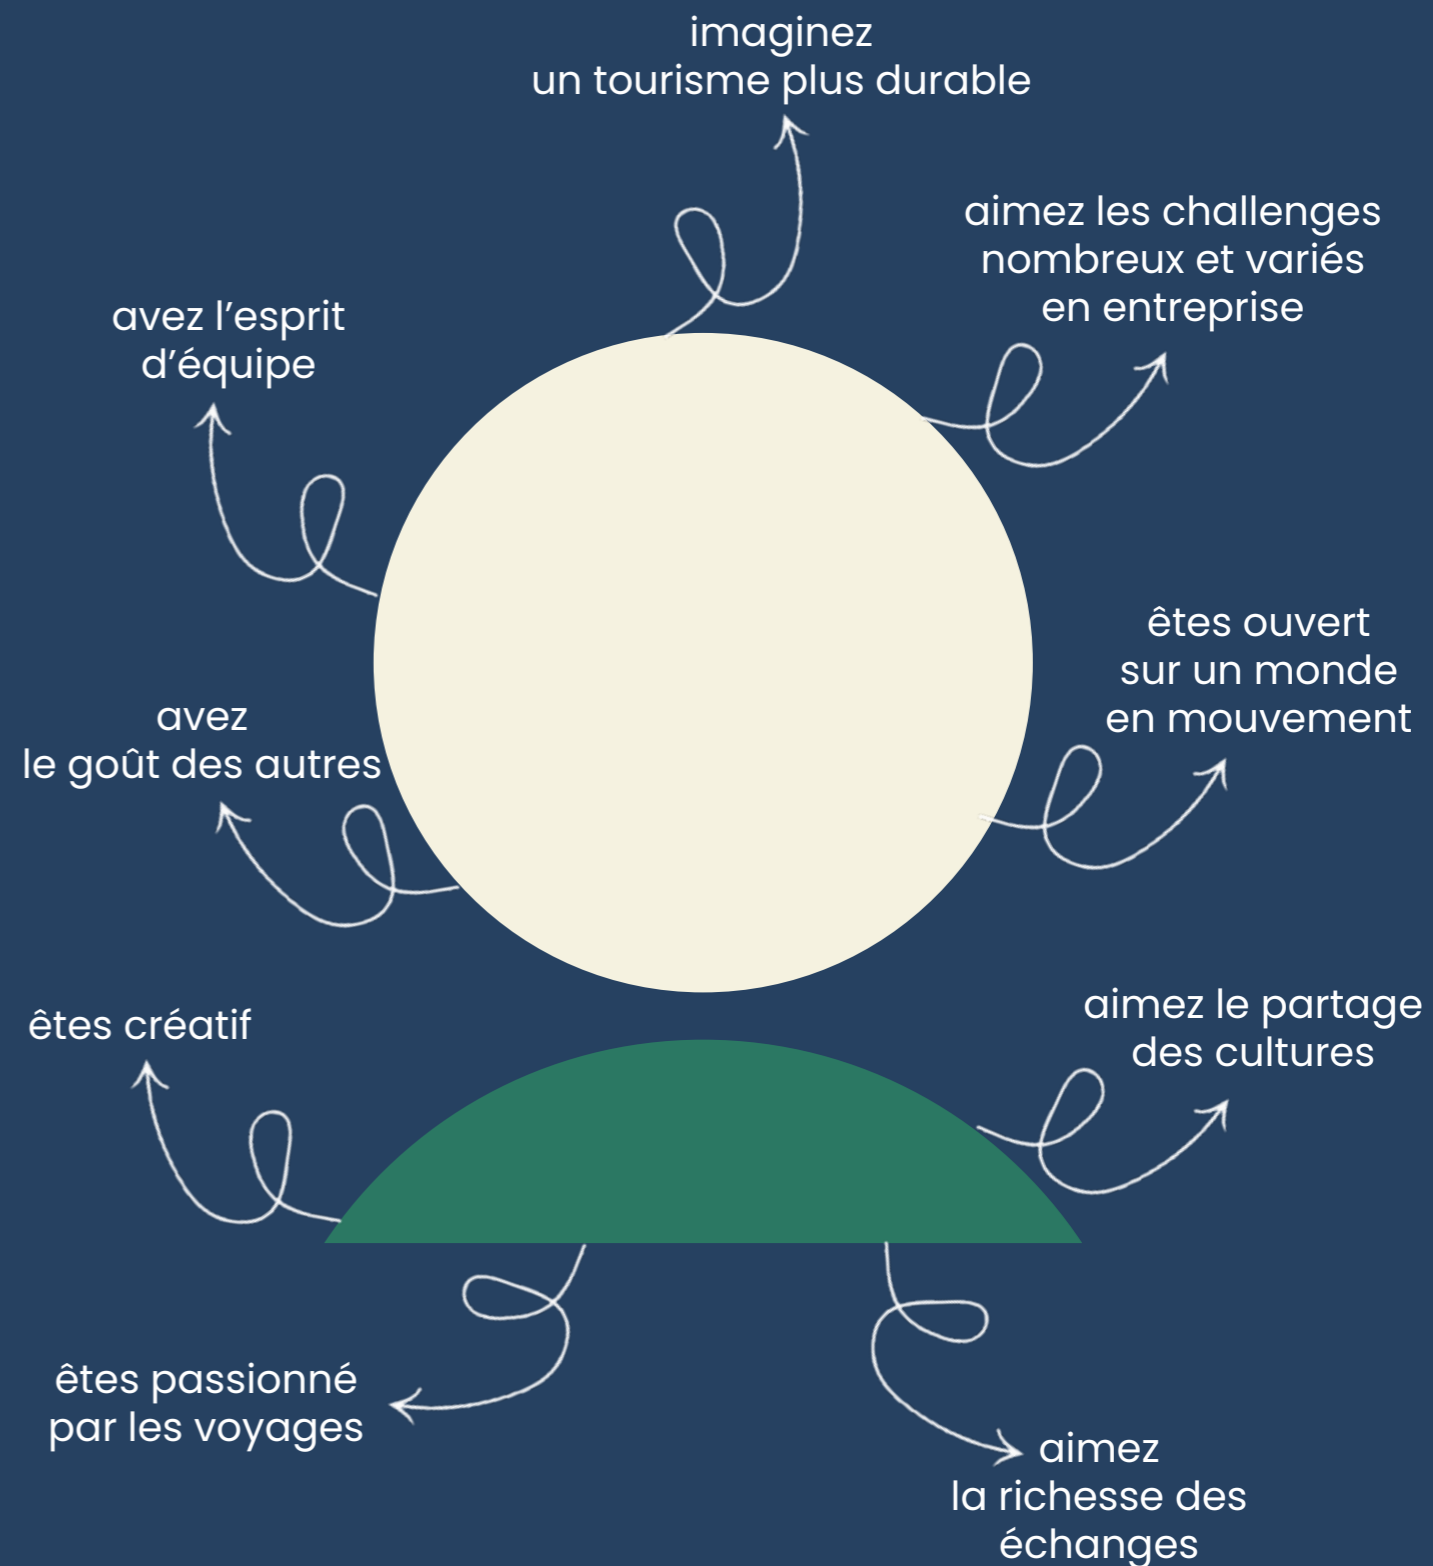 imaginez
un tourisme plus durable
aimez les challenges
nombreux et variés
en entreprise
avez l’esprit
d’équipe
êtes ouvert
sur un monde
en mouvement
avez
le goût des autres
aimez le partage
des cultures
êtes créatif
êtes passionné
par les voyages
aimez
la richesse des
échanges